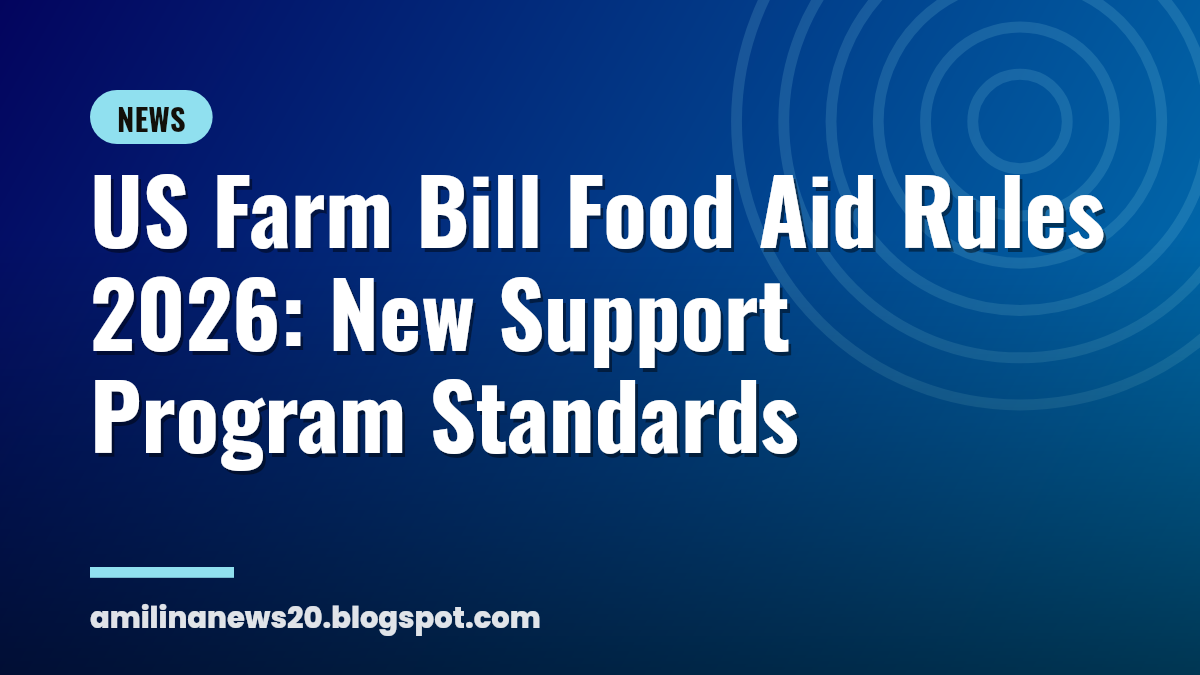 NEWS
US Farm Bill Food Aid Rules
2026: New Support
Program Standards
amilinanews20.blogspot.com